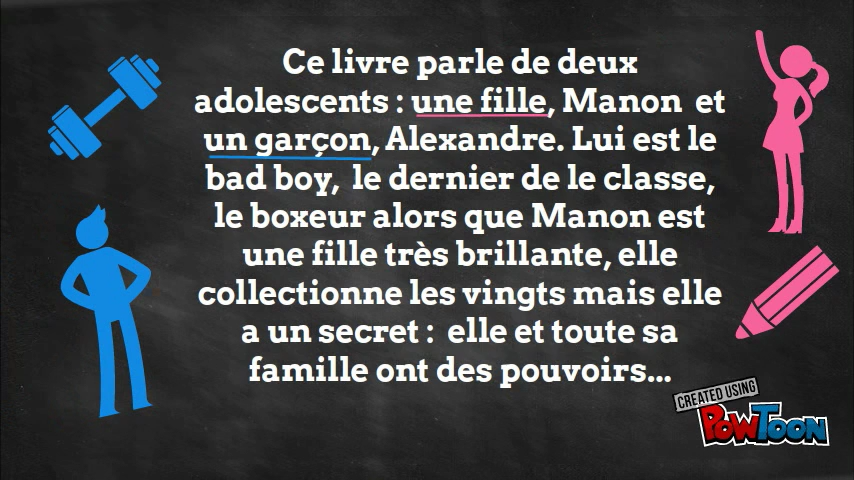 Ce livre parle de deux
adolescents : une fille, Manon et
un garçon, Alexandre. Lui est le
bad boy, le dernier de le classe,
le boxeur alors que Manon est
une fille très brillante, elle
collectionne les vingts mais elle
a un secret : elle et toute sa
famille ont des pouvoirs...
CREATED USING
POWTOON